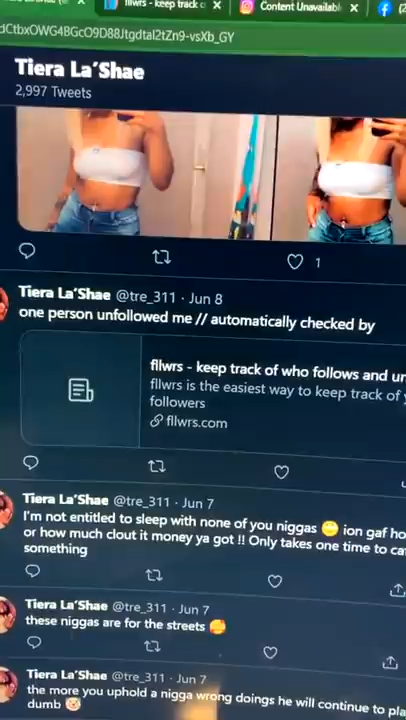 fllwrs - keep track o
Content Unavailabl
dCtbxOWG4BGcO9D88Jtgdtal2tZn9-vsXb_GY
Tiera La'Shae
2,997 Tweets
1
Tiera La'Shae @tre_311 · Jun 8
one person unfollowed me // automatically checked by
fllwrs - keep track of who follows and un
fllwrs is the easiest way to keep track of
followers
fllwrs.com
Tiera La'Shae @tre_311 · Jun 7
I'm not entitled to sleep with none of you niggas 🙄 ion gaf ho
or how much clout it money ya got !! Only takes one time to ca
something
Tiera La'Shae @tre_311 · Jun 7
these niggas are for the streets 🥰
Tiera La'Shae @tre_311 · Jun 7
the more you uphold a nigga wrong doings he will continue to pla
dumb 🤡